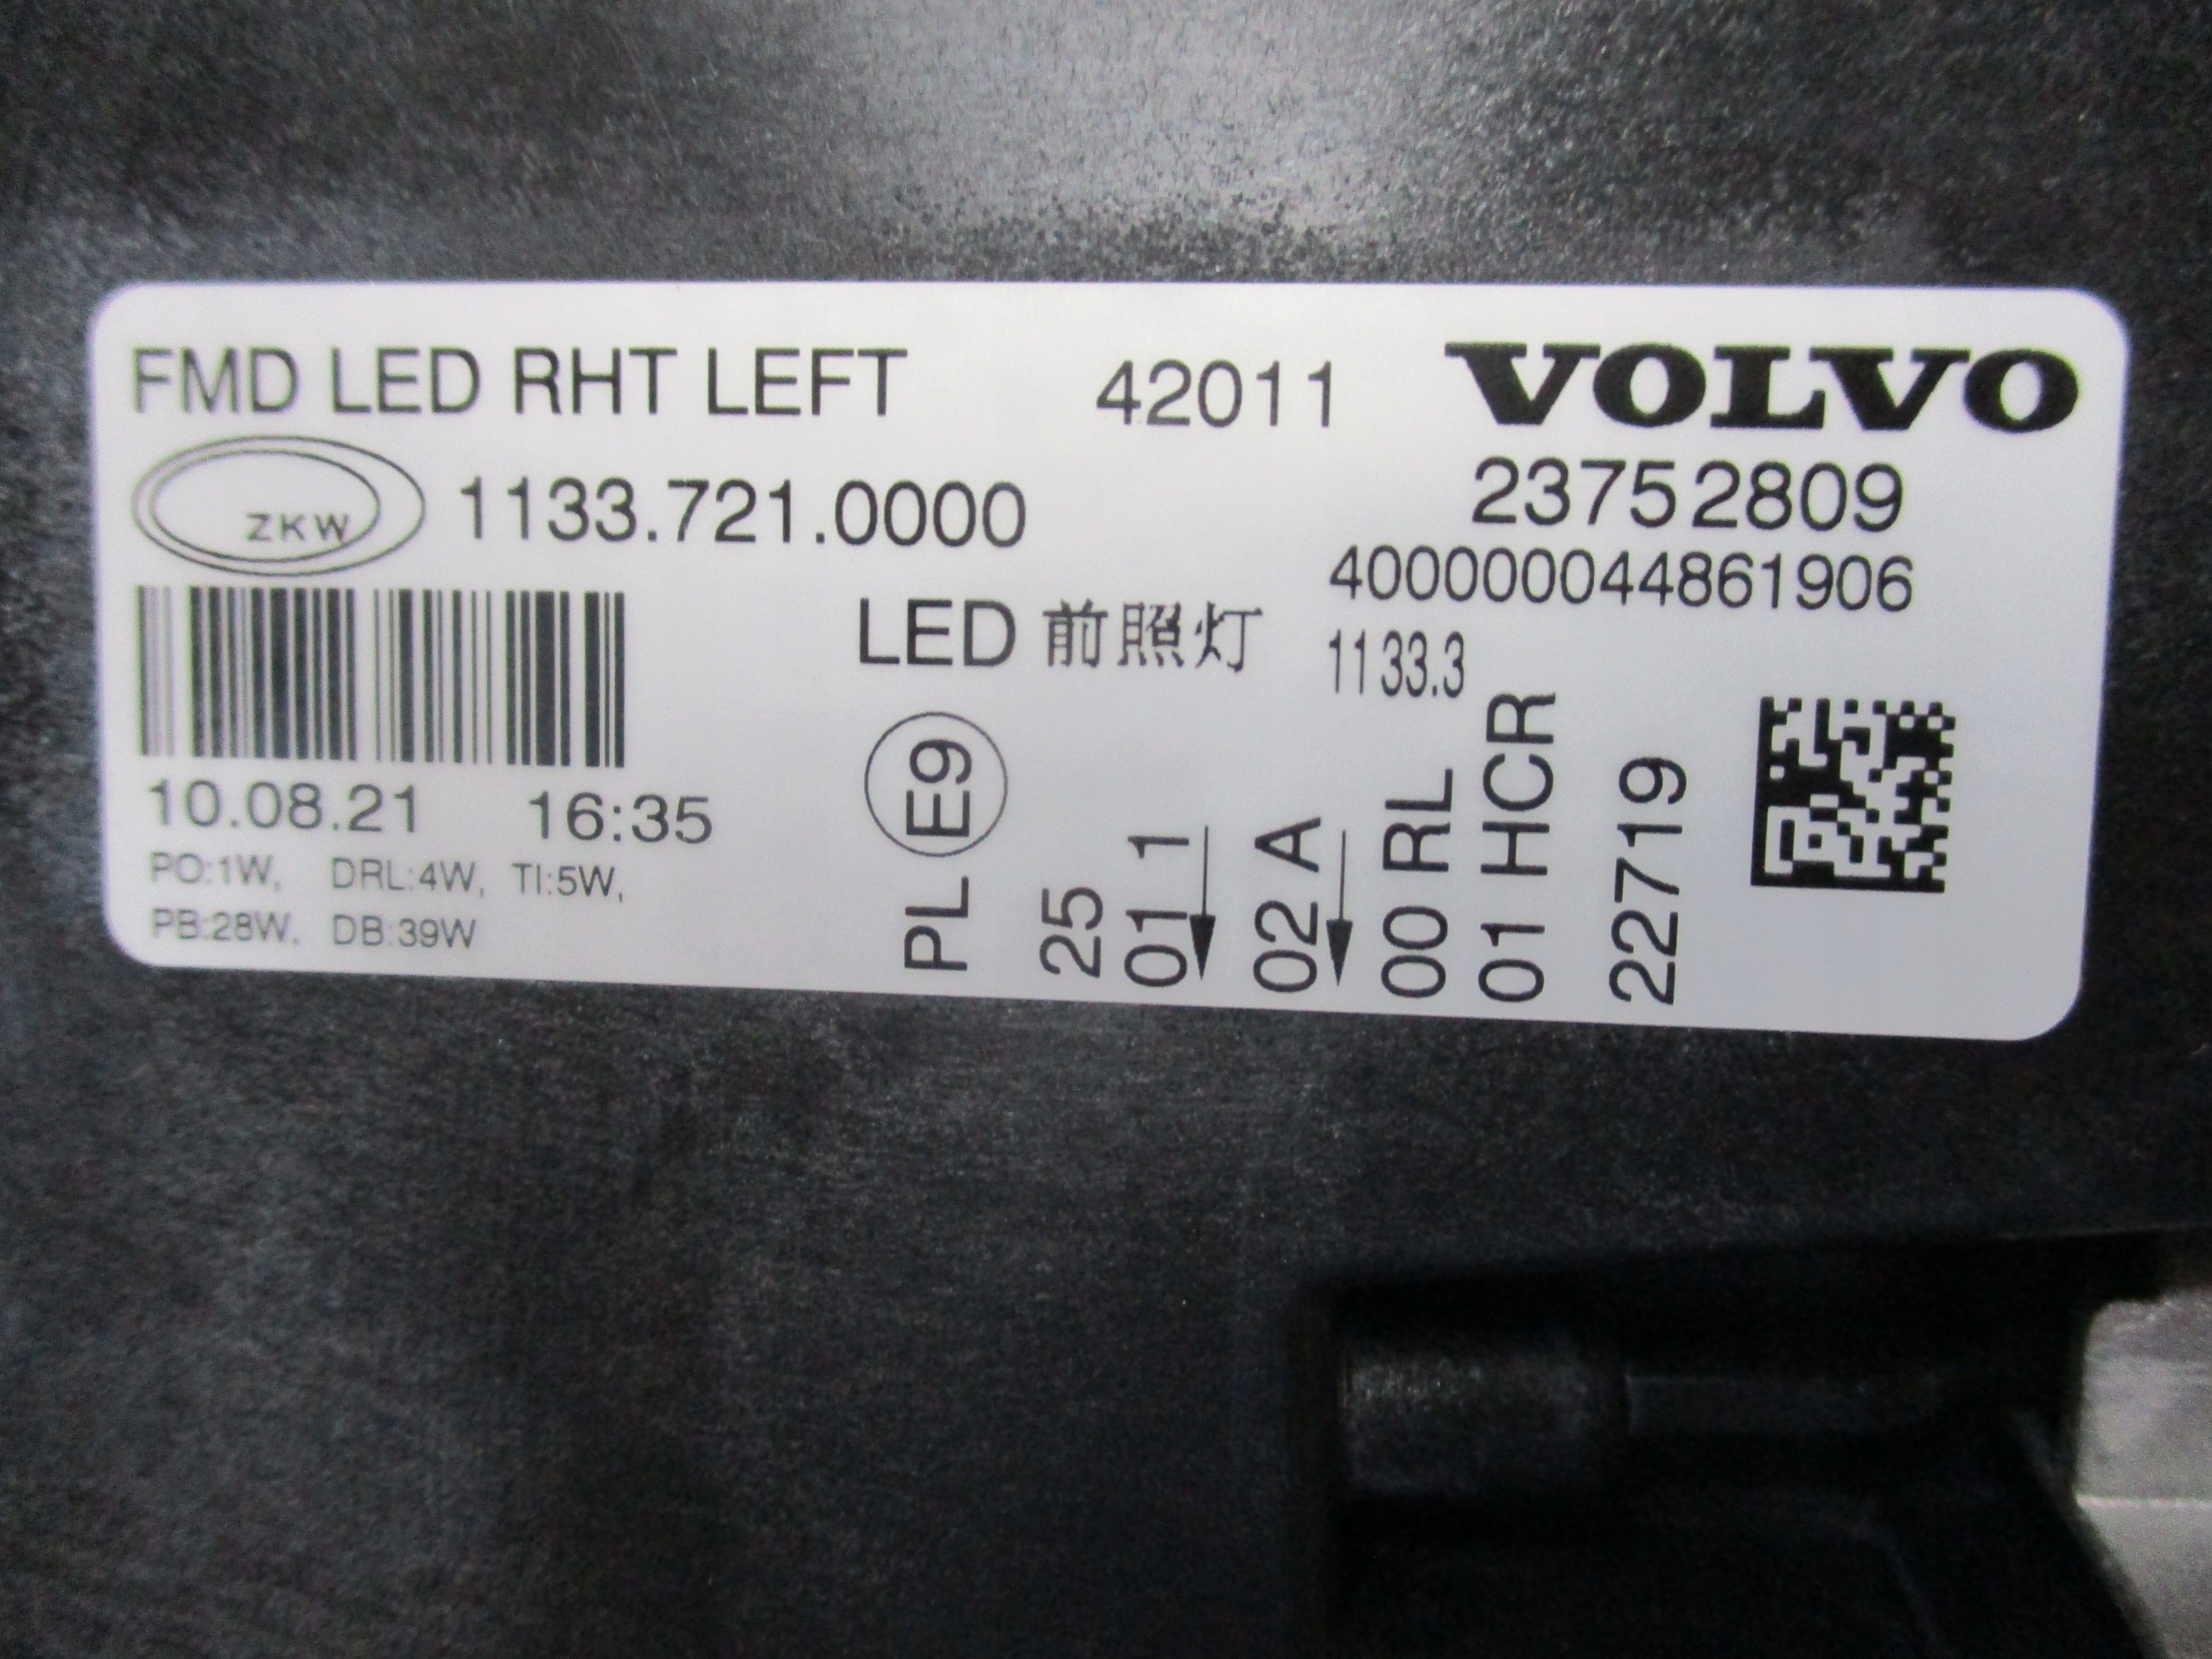 FMD LED RHT LEFT 42011 VOLVO
ZKW 1133.721.0000 23752809
400000044861906
LED 前照灯 1133.3
10.08.21 16:35
PO:1W, DRL:4W, TI:5W,
PB:28W, DB:39W
PL E9
25
01 1
02 A
00 RL
01 HCR
22719